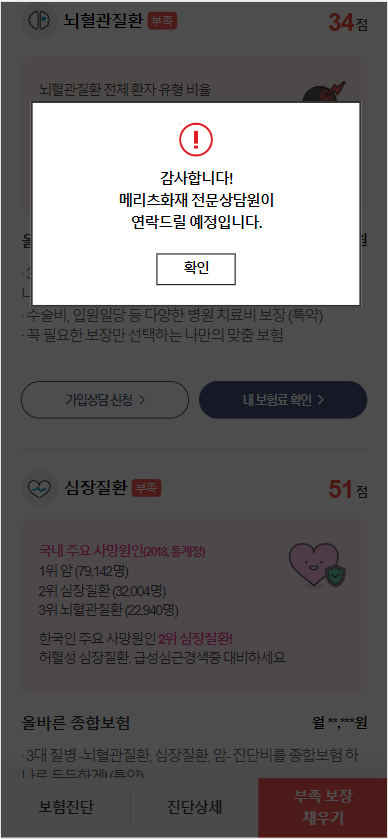 뇌혈관질환 부족 34점
뇌혈관질환 전체 환자 유형 비율
감사합니다!
메리츠화재 전문상담원이
연락드릴 예정입니다.
확인
· 수술비, 입원일당 등 다양한 병원 치료비 보장 (특약)
· 꼭 필요한 보장만 선택하는 나만의 맞춤 보험
가입상담 신청 >
내 보험료 확인 >
심장질환 부족 51점
국내 주요 사망원인(2018, 통계청)
1위 암 (79,142명)
2위 심장질환 (32,004명)
3위 뇌혈관질환 (22,940명)
한국인 주요 사망원인 2위 심장질환!
허혈성 심장질환, 급성심근경색증 대비하세요
올바른 종합보험 월 **,***원
· 3대 질병 -뇌혈관질환, 심장질환, 암- 진단비를 종합보험 하
나로 든든하게! (특약)
보험진단
진단상세
부족 보장
채우기